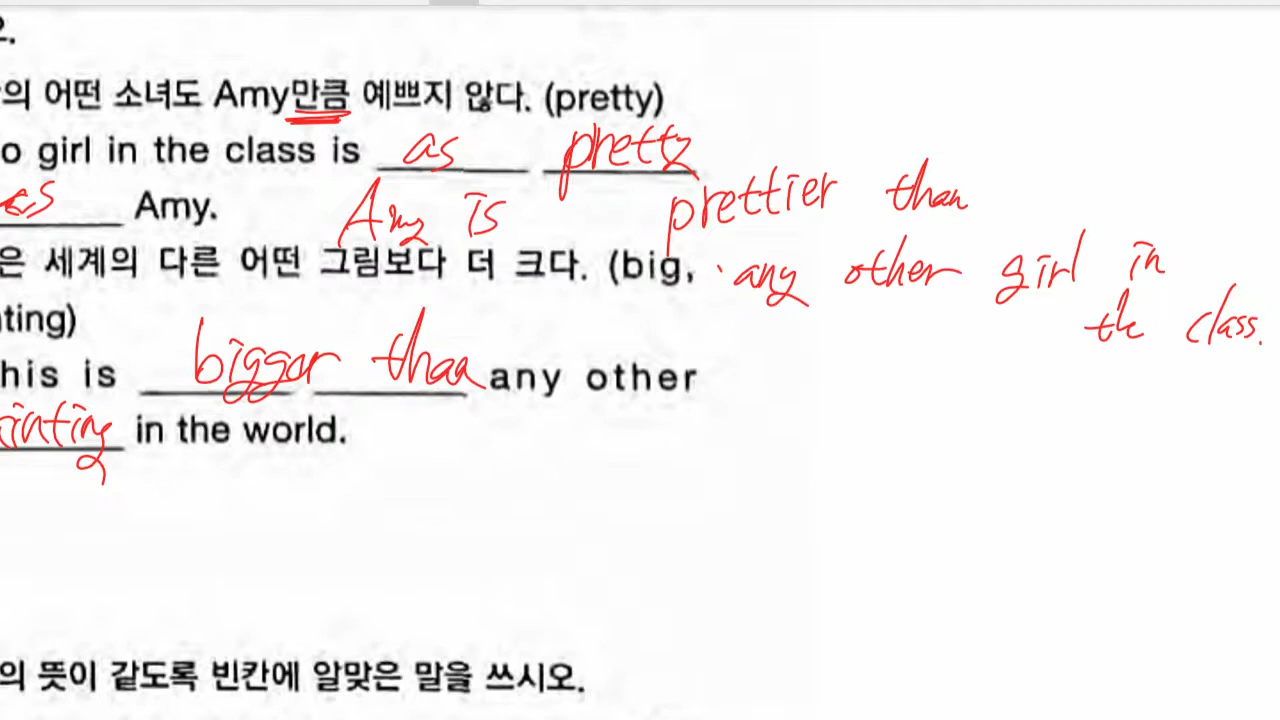 오.
의 어떤 소녀도 Amy만큼 예쁘지 않다. (pretty)
o girl in the class is as pretty
as Amy.
Amy is prettier than
any other girl in
the class.
은 세계의 다른 어떤 그림보다 더 크다. (big,
nting)
his is bigger than any other
ainting in the world.
의 뜻이 같도록 빈칸에 알맞은 말을 쓰시오.